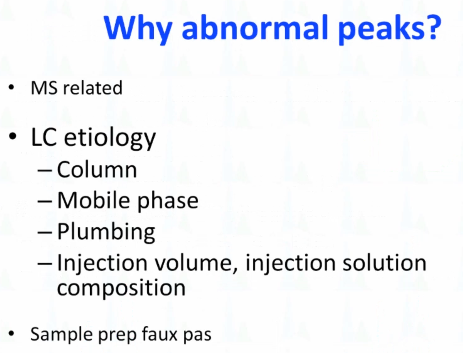 Why abnormal peaks?
• MS related
• LC etiology
– Column
– Mobile phase
– Plumbing
– Injection volume, injection solution
composition
• Sample prep faux pas